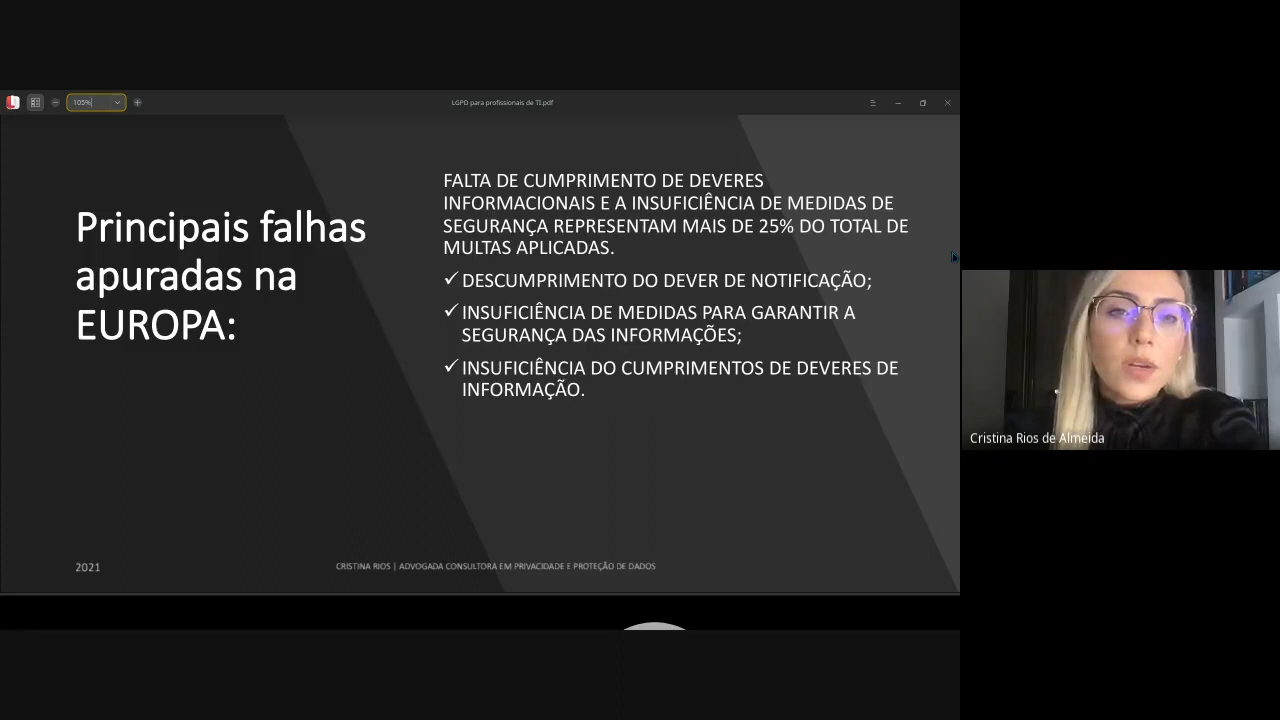 105%
LGPD para profissionais de TI.pdf
Principais falhas
apuradas na
EUROPA:
FALTA DE CUMPRIMENTO DE DEVERES
INFORMACIONAIS E A INSUFICIÊNCIA DE MEDIDAS DE
SEGURANÇA REPRESENTAM MAIS DE 25% DO TOTAL DE
MULTAS APLICADAS.
✓ DESCUMPRIMENTO DO DEVER DE NOTIFICAÇÃO;
✓ INSUFICIÊNCIA DE MEDIDAS PARA GARANTIR A
SEGURANÇA DAS INFORMAÇÕES;
✓ INSUFICIÊNCIA DO CUMPRIMENTOS DE DEVERES DE
INFORMAÇÃO.
2021
CRISTINA RIOS | ADVOGADA CONSULTORA EM PRIVACIDADE E PROTEÇÃO DE DADOS
Cristina Rios de Almeida